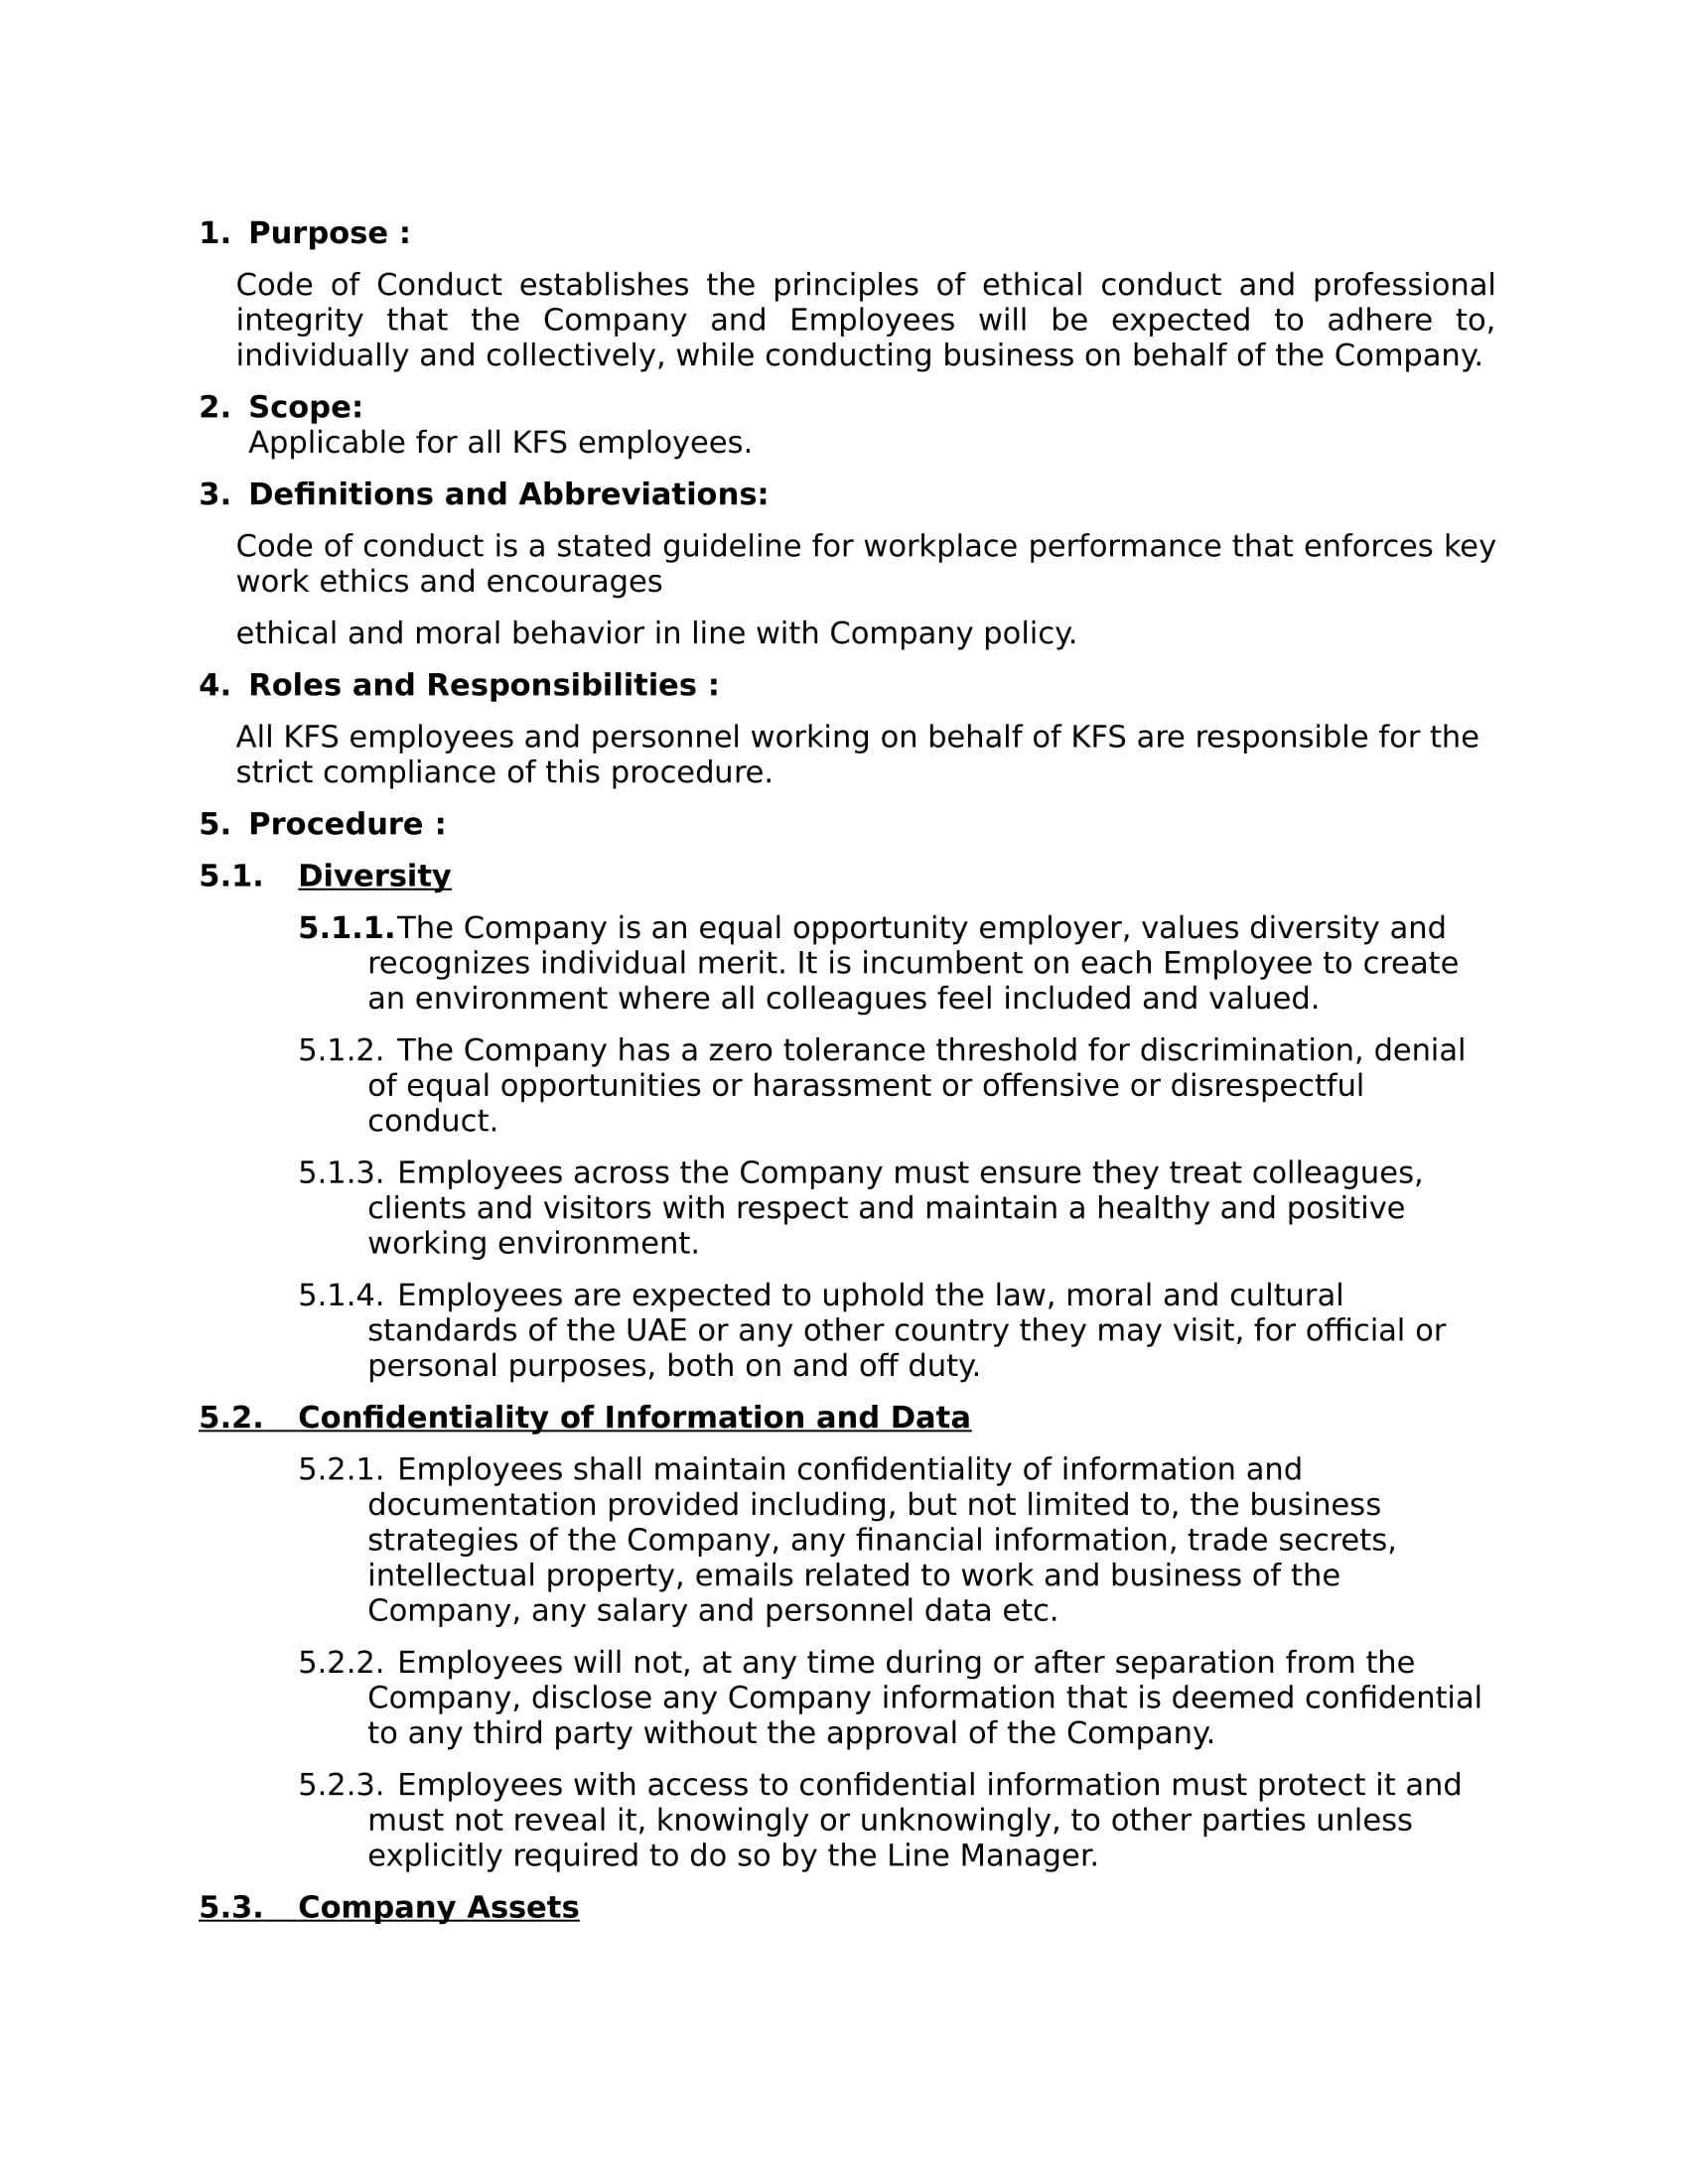 1. Purpose :
Code of Conduct establishes the principles of ethical conduct and professional
integrity that the Company and Employees will be expected to adhere to,
individually and collectively, while conducting business on behalf of the Company.
2. Scope:
Applicable for all KFS employees.
3. Definitions and Abbreviations:
Code of conduct is a stated guideline for workplace performance that enforces key
work ethics and encourages
ethical and moral behavior in line with Company policy.
4. Roles and Responsibilities :
All KFS employees and personnel working on behalf of KFS are responsible for the
strict compliance of this procedure.
5. Procedure :
5.1. Diversity
5.1.1.The Company is an equal opportunity employer, values diversity and
recognizes individual merit. It is incumbent on each Employee to create
an environment where all colleagues feel included and valued.
5.1.2. The Company has a zero tolerance threshold for discrimination, denial
of equal opportunities or harassment or offensive or disrespectful
conduct.
5.1.3. Employees across the Company must ensure they treat colleagues,
clients and visitors with respect and maintain a healthy and positive
working environment.
5.1.4. Employees are expected to uphold the law, moral and cultural
standards of the UAE or any other country they may visit, for official or
personal purposes, both on and off duty.
5.2. Confidentiality of Information and Data
5.2.1. Employees shall maintain confidentiality of information and
documentation provided including, but not limited to, the business
strategies of the Company, any financial information, trade secrets,
intellectual property, emails related to work and business of the
Company, any salary and personnel data etc.
5.2.2. Employees will not, at any time during or after separation from the
Company, disclose any Company information that is deemed confidential
to any third party without the approval of the Company.
5.2.3. Employees with access to confidential information must protect it and
must not reveal it, knowingly or unknowingly, to other parties unless
explicitly required to do so by the Line Manager.
5.3. Company Assets